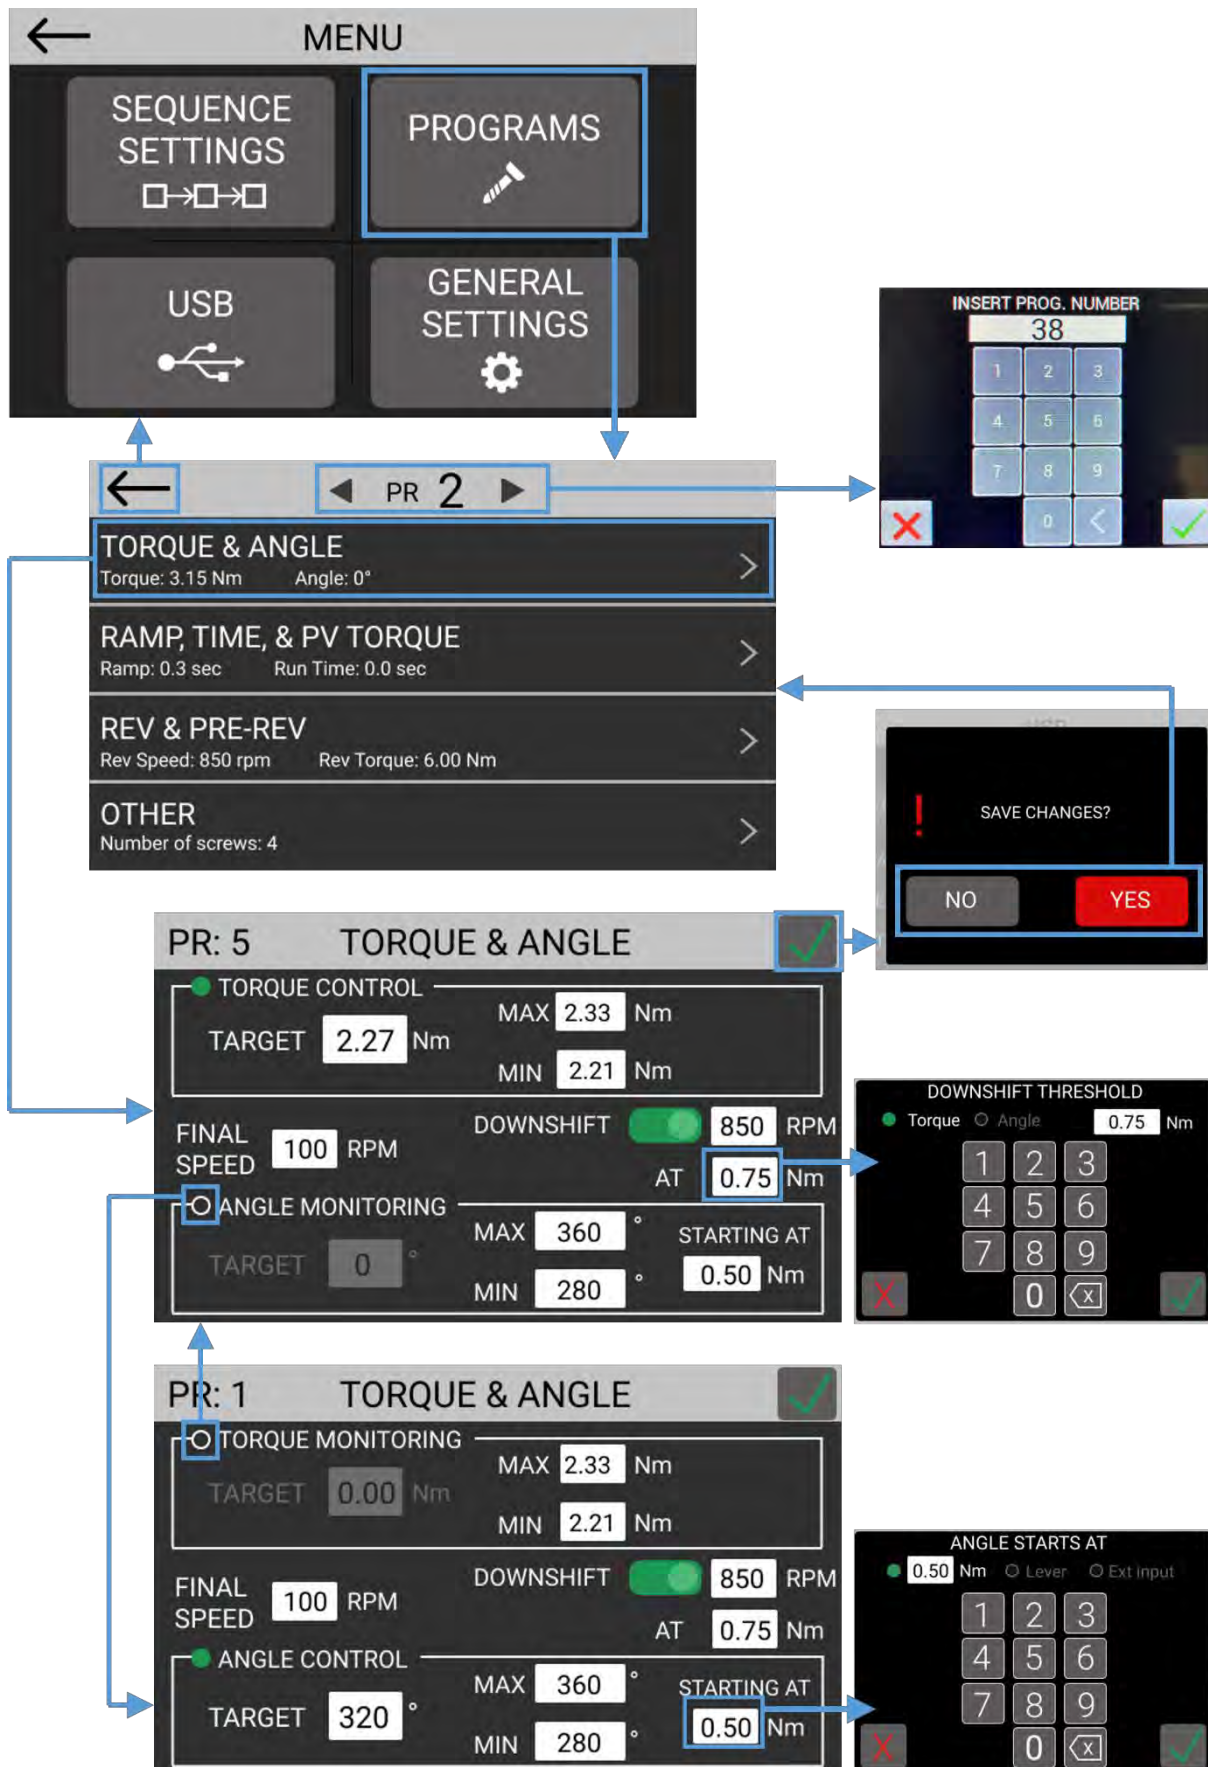 MENU
SEQUENCE
SETTINGS
PROGRAMS
USB
GENERAL
SETTINGS
INSERT PROG. NUMBER
38
1 2 3
4 5 6
7 8 9
0 <
PR 2
TORQUE & ANGLE
Torque: 3.15 Nm Angle: 0°
RAMP, TIME, & PV TORQUE
Ramp: 0.3 sec Run Time: 0.0 sec
REV & PRE-REV
Rev Speed: 850 rpm Rev Torque: 6.00 Nm
OTHER
Number of screws: 4
USB
! SAVE CHANGES?
NO YES
PR: 5 TORQUE & ANGLE
TORQUE CONTROL
TARGET 2.27 Nm
MAX 2.33 Nm
MIN 2.21 Nm
FINAL
SPEED 100 RPM
DOWNSHIFT 850 RPM
AT 0.75 Nm
ANGLE MONITORING
TARGET 0 °
MAX 360 °
MIN 280 °
STARTING AT
0.50 Nm
DOWNSHIFT THRESHOLD
Torque Angle 0.75 Nm
1 2 3
4 5 6
7 8 9
X 0 X
PR: 1 TORQUE & ANGLE
TORQUE MONITORING
TARGET 0.00 Nm
MAX 2.33 Nm
MIN 2.21 Nm
FINAL
SPEED 100 RPM
DOWNSHIFT 850 RPM
AT 0.75 Nm
ANGLE CONTROL
TARGET 320 °
MAX 360 °
MIN 280 °
STARTING AT
0.50 Nm
ANGLE STARTS AT
0.50 Nm Lever Ext input
1 2 3
4 5 6
7 8 9
X 0 X